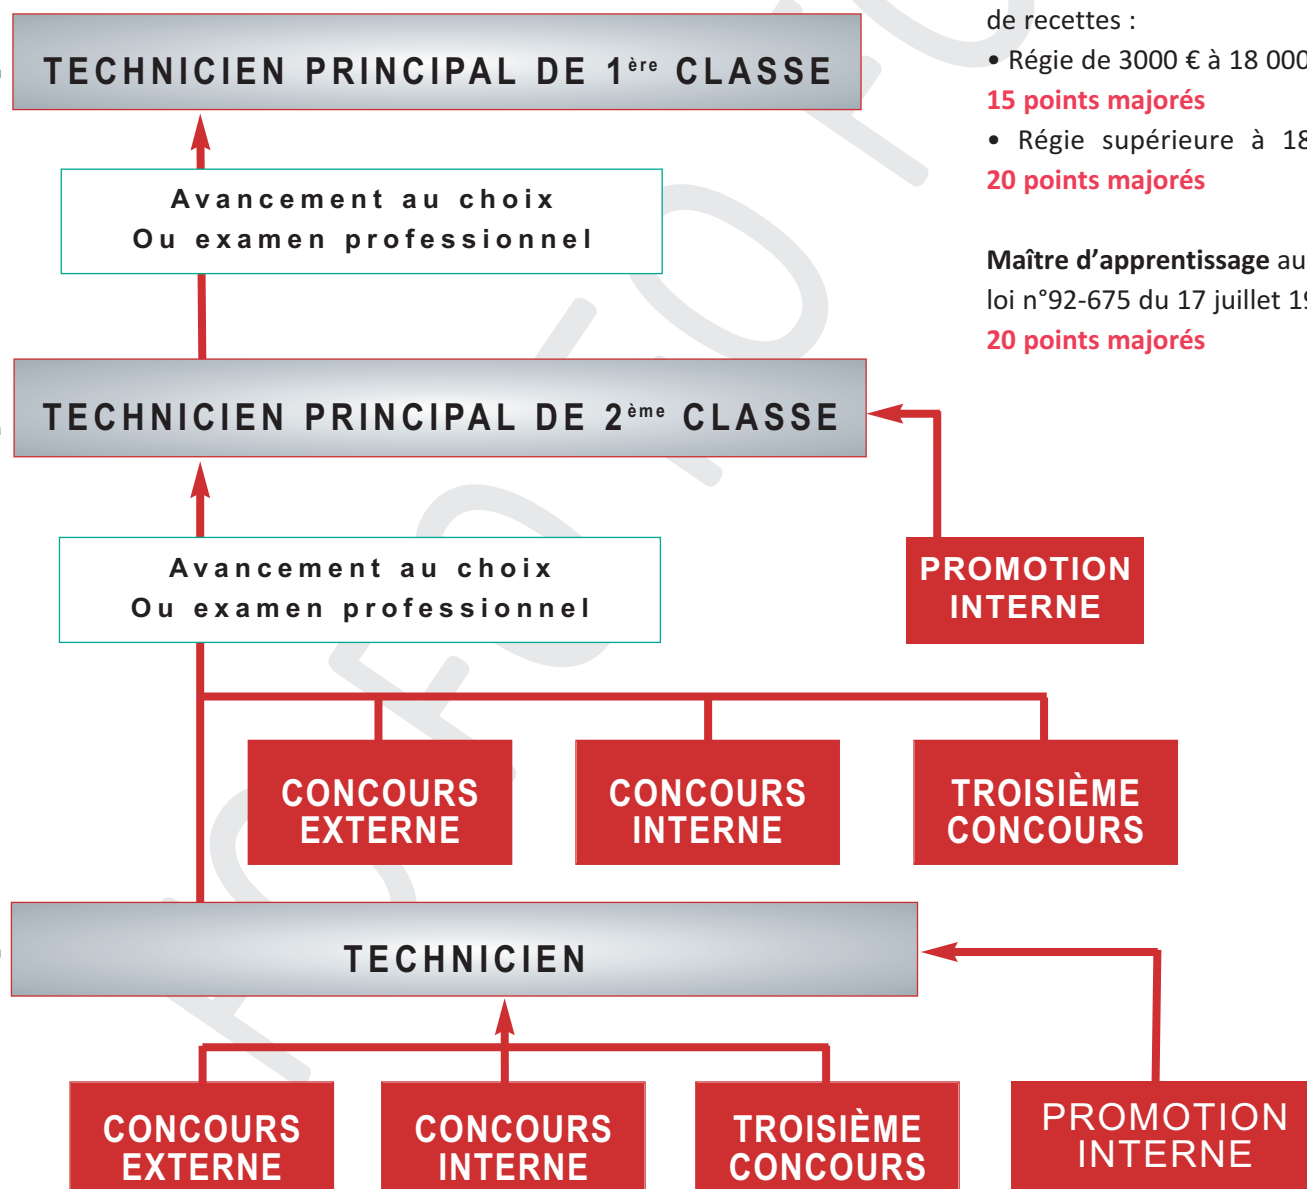 TECHNICIEN PRINCIPAL DE 1ère CLASSE
Avancement au choix
Ou examen professionnel
TECHNICIEN PRINCIPAL DE 2ème CLASSE
PROMOTION
INTERNE
Avancement au choix
Ou examen professionnel
CONCOURS
EXTERNE
CONCOURS
INTERNE
TROISIÈME
CONCOURS
TECHNICIEN
CONCOURS
EXTERNE
CONCOURS
INTERNE
TROISIÈME
CONCOURS
PROMOTION
INTERNE
de recettes :
• Régie de 3000 € à 18 000
15 points majorés
• Régie supérieure à 18
20 points majorés
Maître d’apprentissage au
loi n°92-675 du 17 juillet 19
20 points majorés
FO FO FO